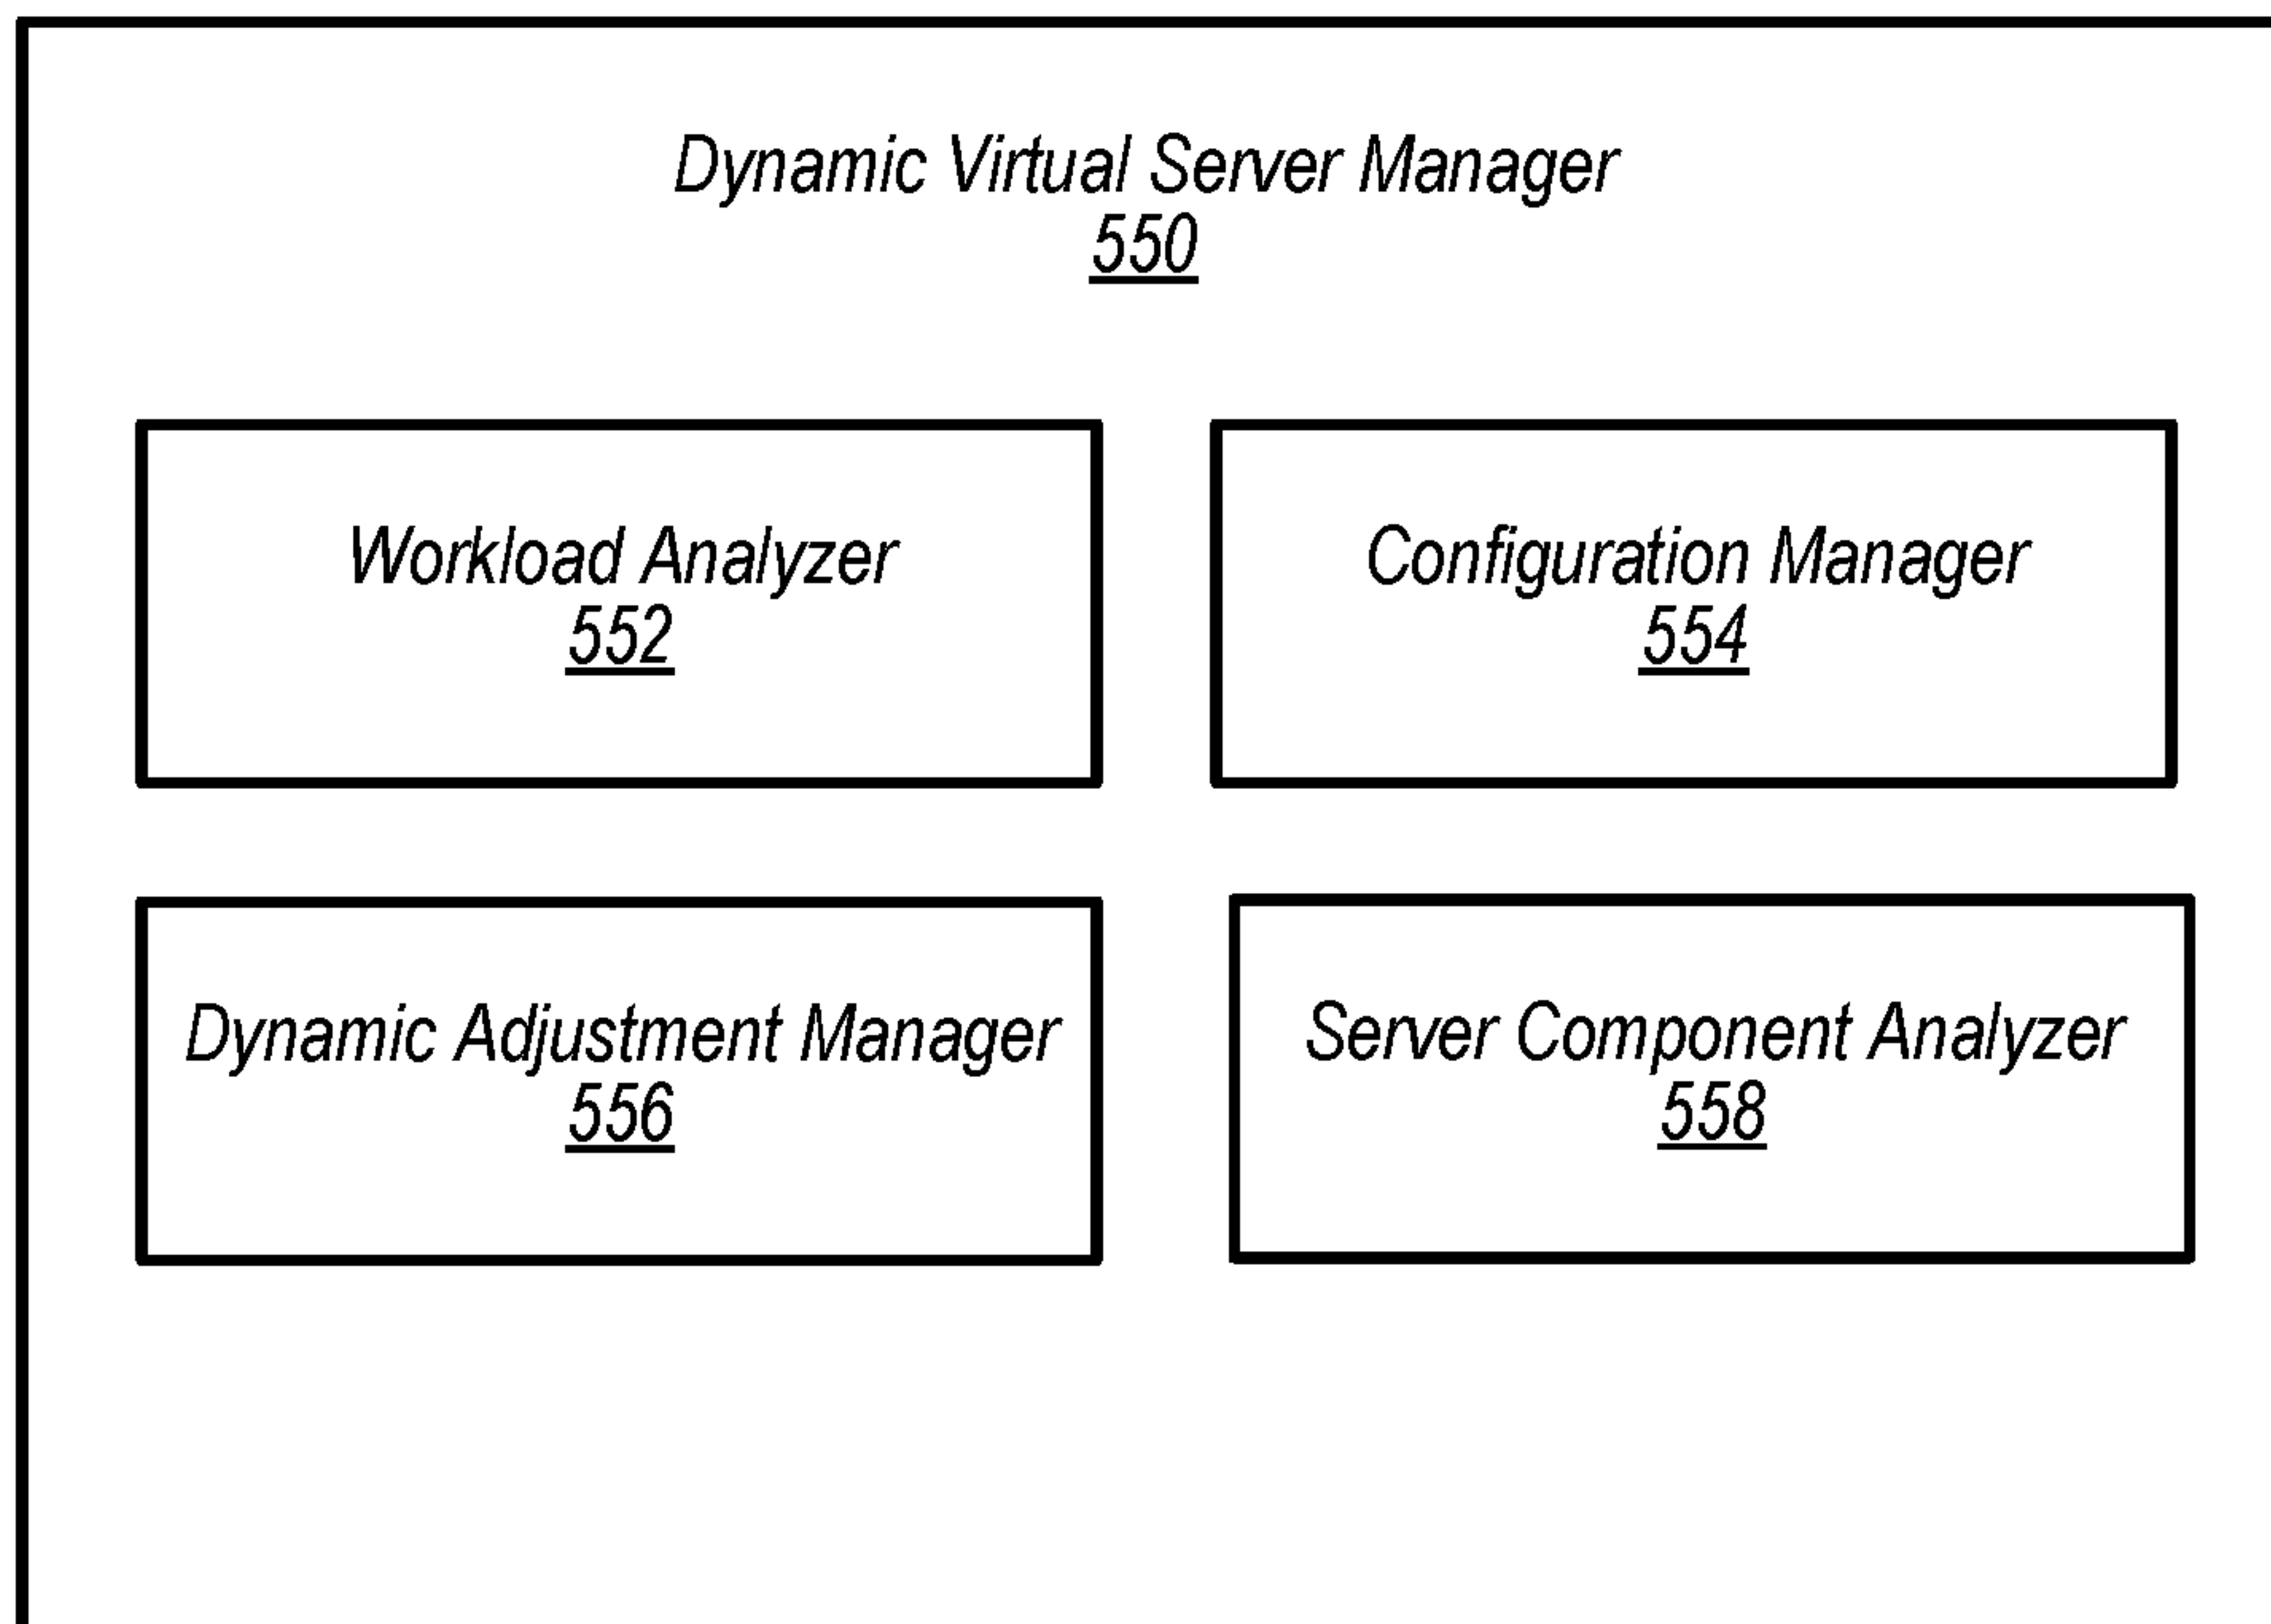 Dynamic Virtual Server Manager
550
Workload Analyzer
552
Configuration Manager
554
Dynamic Adjustment Manager
556
Server Component Analyzer
558